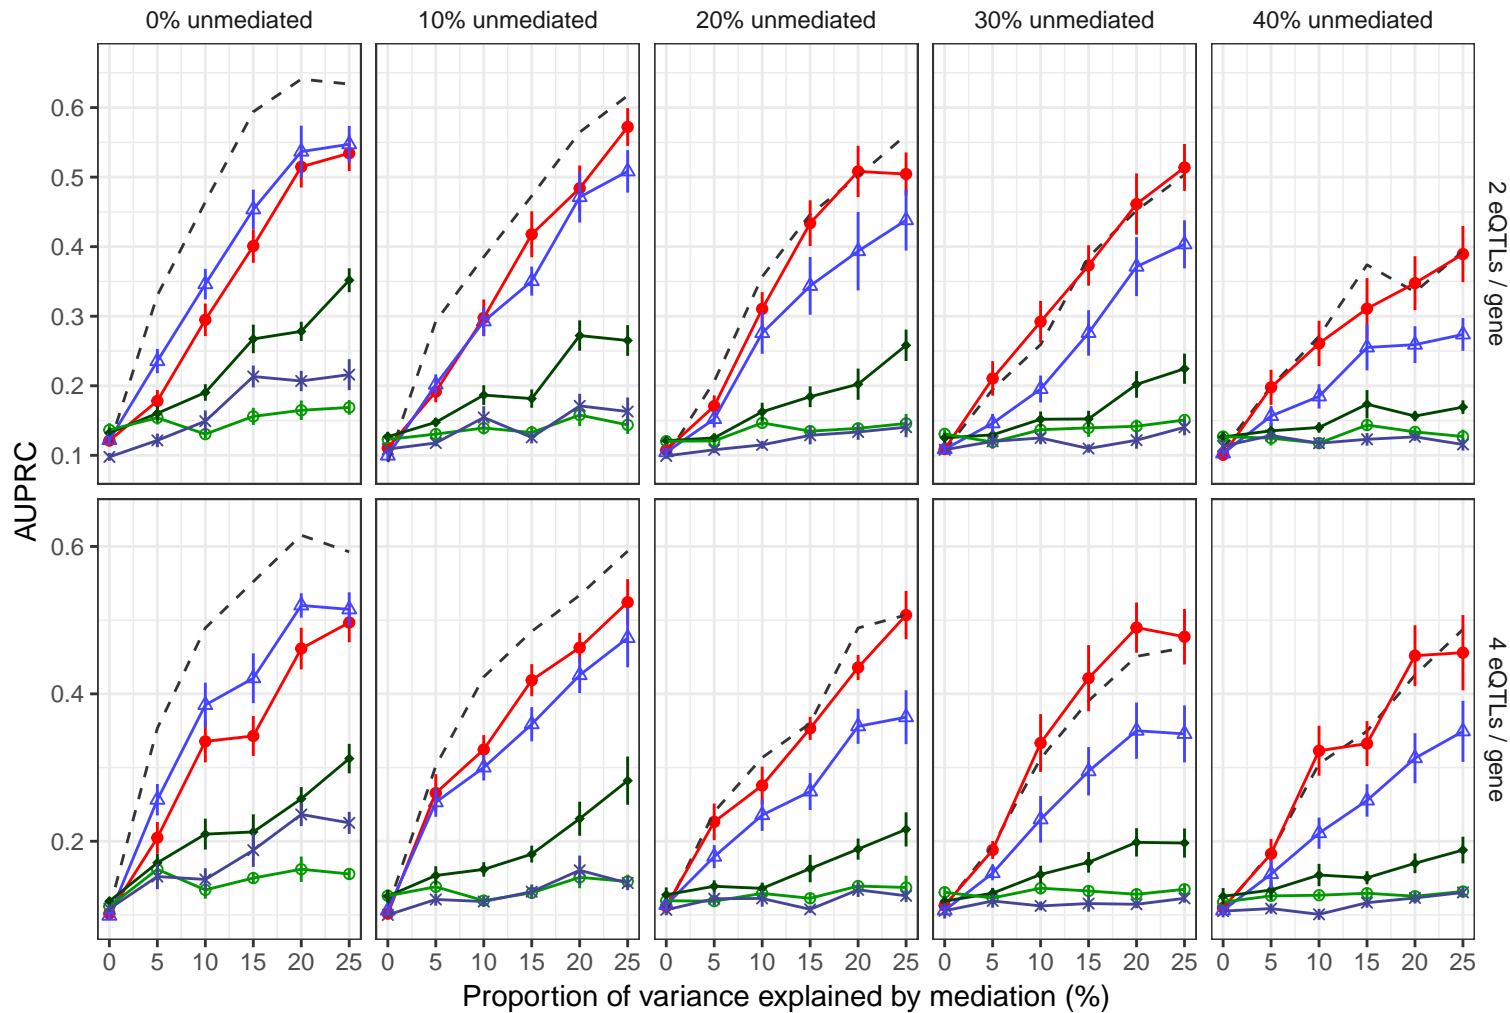 0% unmediated 10% unmediated 20% unmediated 30% unmediated 40% unmediated
0.6
0.5
0.4
0.3
0.2
0.1
2 eQTLs / gene
AUPRC
0.6
0.4
0.2
4 eQTLs / gene
0 5 10 15 20 25 0 5 10 15 20 25 0 5 10 15 20 25 0 5 10 15 20 25 0 5 10 15 20 25
Proportion of variance explained by mediation (%)